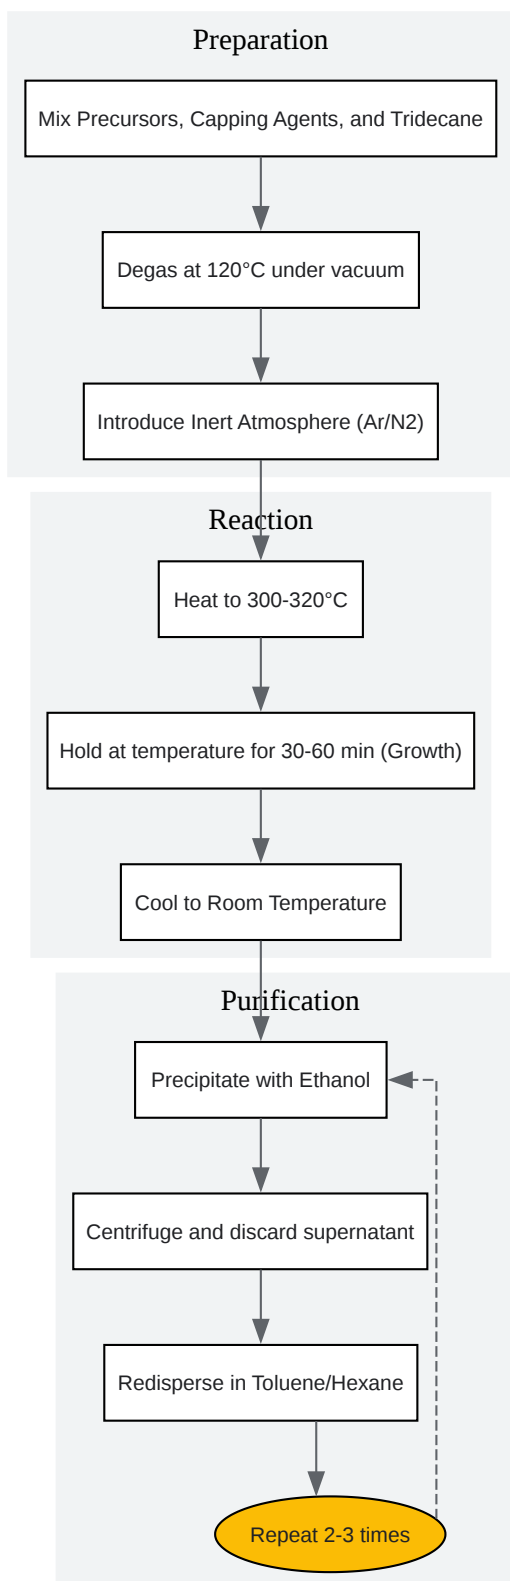 Preparation
Mix Precursors, Capping Agents, and Tridecane
Degas at 120°C under vacuum
Introduce Inert Atmosphere (Ar/N2)
Reaction
Heat to 300-320°C
Hold at temperature for 30-60 min (Growth)
Cool to Room Temperature
Purification
Precipitate with Ethanol
Centrifuge and discard supernatant
Redisperse in Toluene/Hexane
Repeat 2-3 times